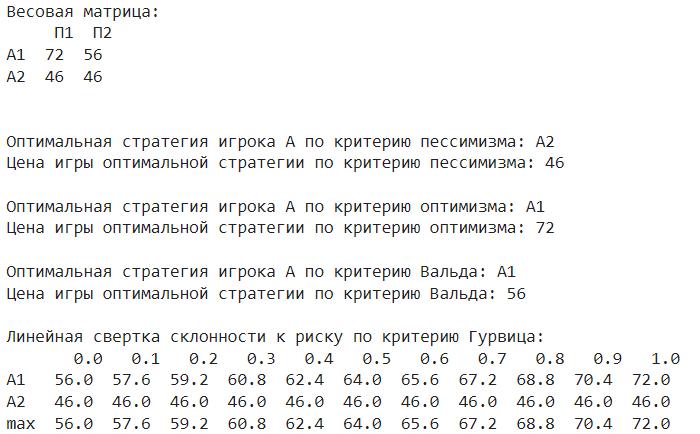 Весовая матрица:
П1 П2
A1 72 56
A2 46 46
Оптимальная стратегия игрока А по критерию пессимизма: A2
Цена игры оптимальной стратегии по критерию пессимизма: 46
Оптимальная стратегия игрока А по критерию оптимизма: A1
Цена игры оптимальной стратегии по критерию оптимизма: 72
Оптимальная стратегия игрока А по критерию Вальда: A1
Цена игры оптимальной стратегии по критерию Вальда: 56
Линейная свертка склонности к риску по критерию Гурвица:
0.0 0.1 0.2 0.3 0.4 0.5 0.6 0.7 0.8 0.9 1.0
A1 56.0 57.6 59.2 60.8 62.4 64.0 65.6 67.2 68.8 70.4 72.0
A2 46.0 46.0 46.0 46.0 46.0 46.0 46.0 46.0 46.0 46.0 46.0
max 56.0 57.6 59.2 60.8 62.4 64.0 65.6 67.2 68.8 70.4 72.0